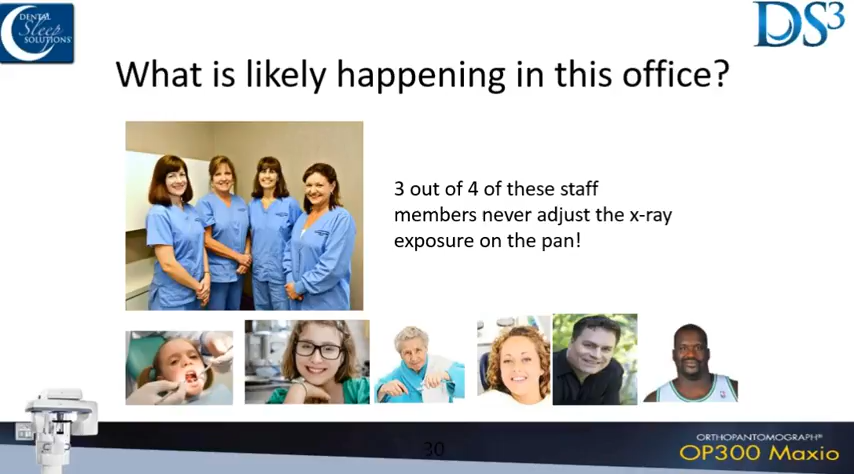 DENTAL
Sleep
SOLUTIONS
DS3
What is likely happening in this office?
3 out of 4 of these staff
members never adjust the x-ray
exposure on the pan!
30
ORTHOPANTOMOGRAPH®
OP300 Maxio